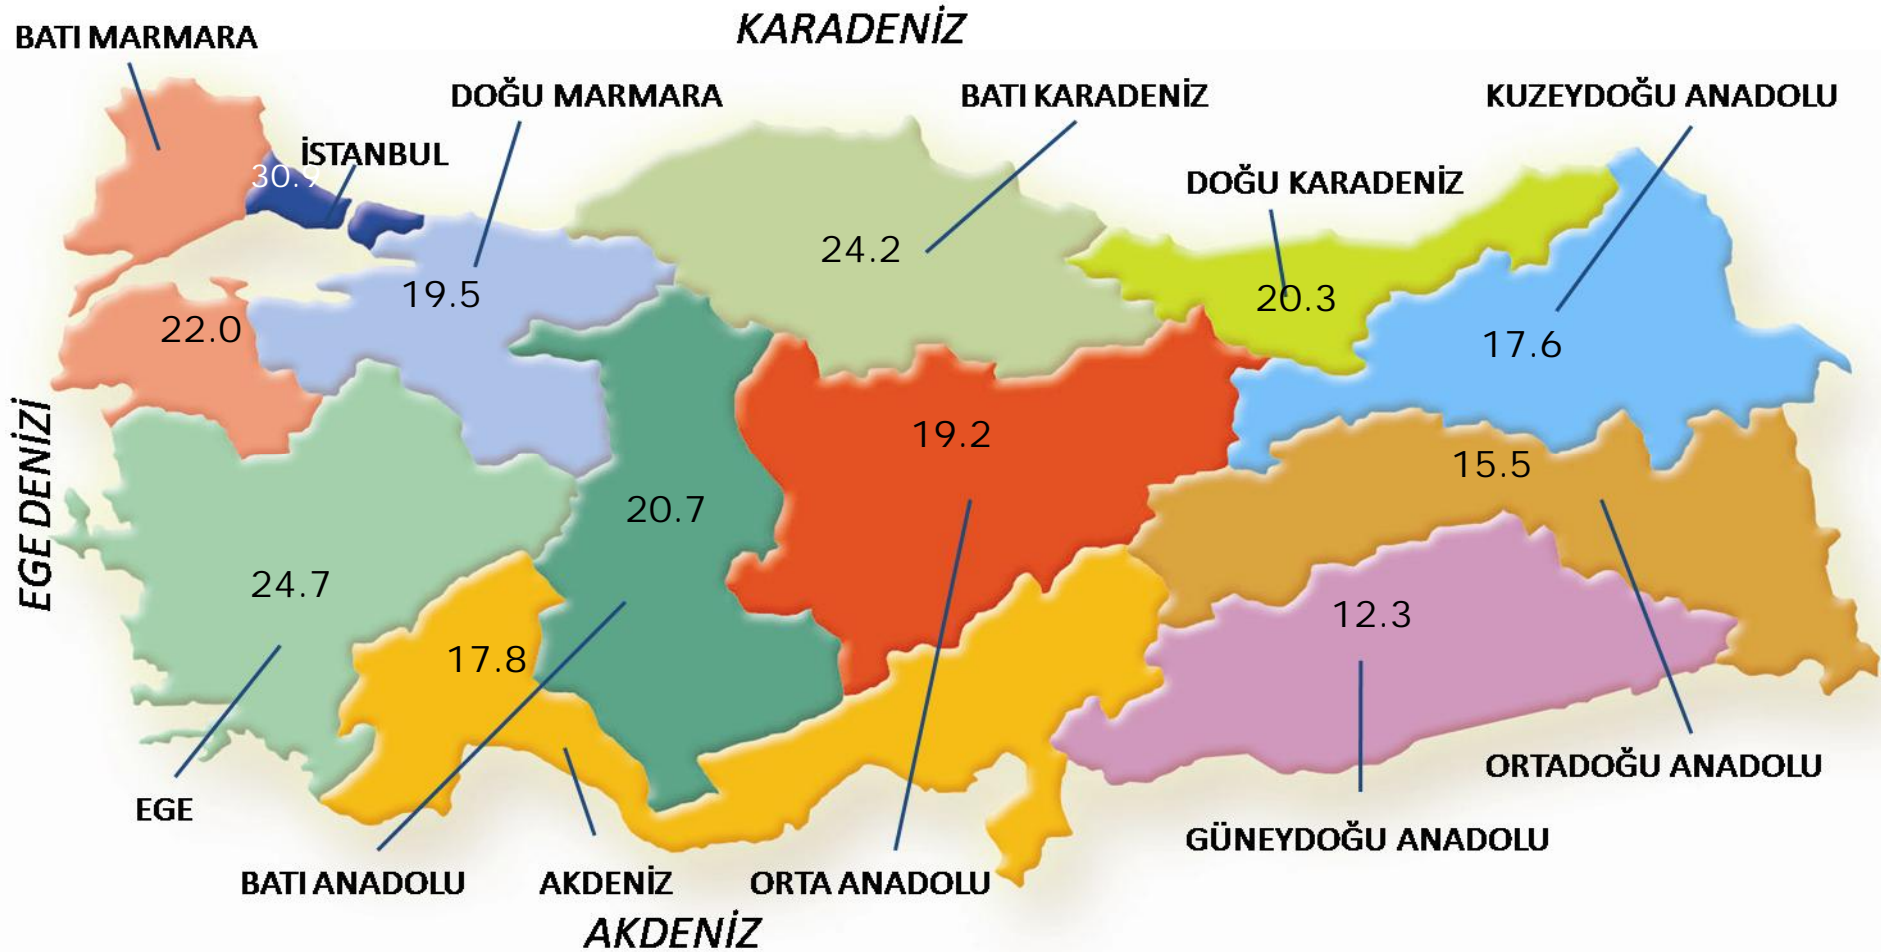 KARADENİZ
BATI MARMARA
DOĞU MARMARA
BATI KARADENİZ
KUZEYDOĞU ANADOLU
İSTANBUL
30.9
DOĞU KARADENİZ
24.2
19.5
20.3
22.0
17.6
19.2
15.5
EGE DENİZİ
20.7
24.7
12.3
17.8
ORTADOĞU ANADOLU
EGE
GÜNEYDOĞU ANADOLU
BATI ANADOLU
AKDENİZ
ORTA ANADOLU
AKDENİZ